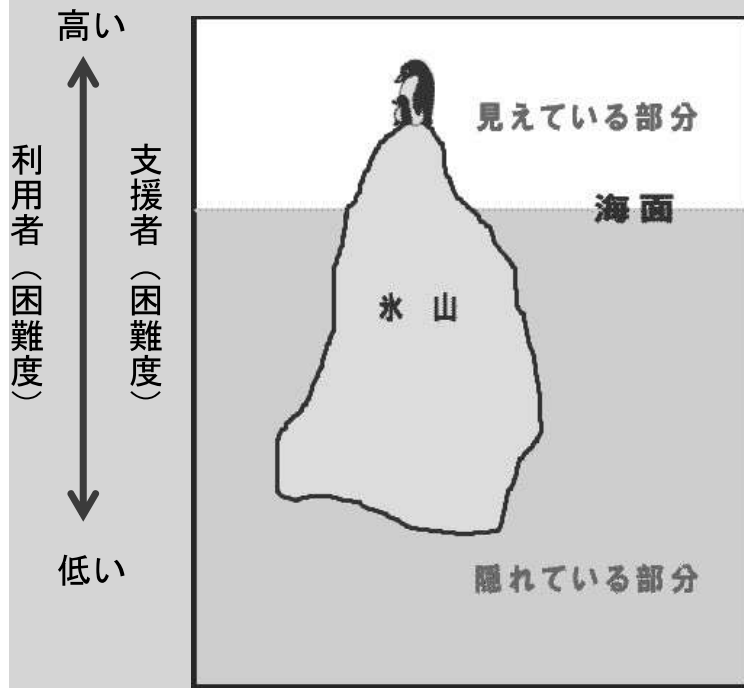 高い
利用者（困難度）
支援者（困難度）
低い
見えている部分
海面
氷山
隠れている部分